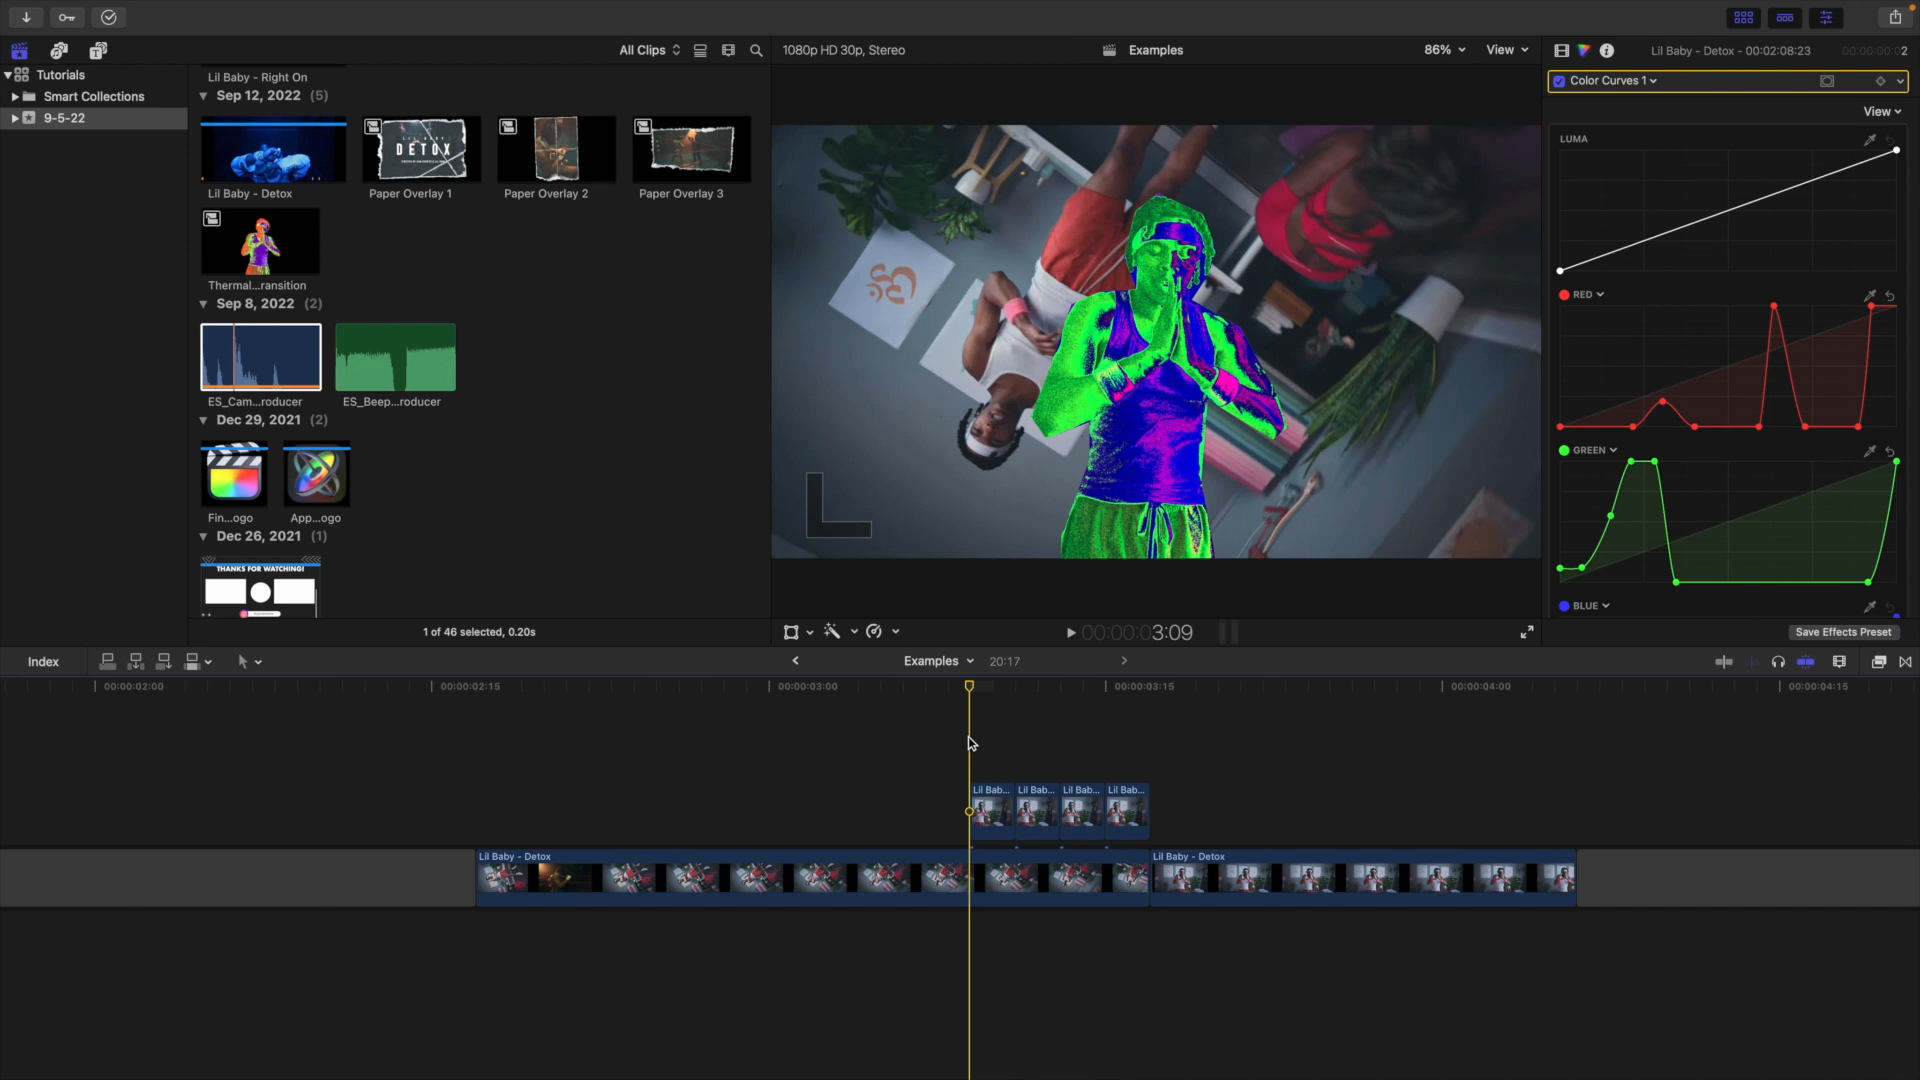 All Clips
1080p HD 30p, Stereo
Examples
86%
View
Lil Baby - Detox - 00:02:08:23
00:00:00:02
Tutorials
Smart Collections
9-5-22
Lil Baby - Right On
Sep 12, 2022 (5)
DETOX
Lil Baby - Detox
Paper Overlay 1
Paper Overlay 2
Paper Overlay 3
Thermal...ransition
Sep 8, 2022 (2)
ES_Cam...roducer
ES_Beep...roducer
Dec 29, 2021 (2)
Fin...ogo
App...ogo
Dec 26, 2021 (1)
THANKS FOR WATCHING!
1 of 46 selected, 0.20s
ॐ
00:00:00:03:09
Color Curves 1
View
LUMA
RED
GREEN
BLUE
Save Effects Preset
Index
Examples
20:17
00:00:02:00
00:00:02:15
00:00:03:00
00:00:03:15
00:00:04:00
00:00:04:15
Lil Bab...
Lil Bab...
Lil Bab...
Lil Bab...
Lil Baby - Detox
Lil Baby - Detox